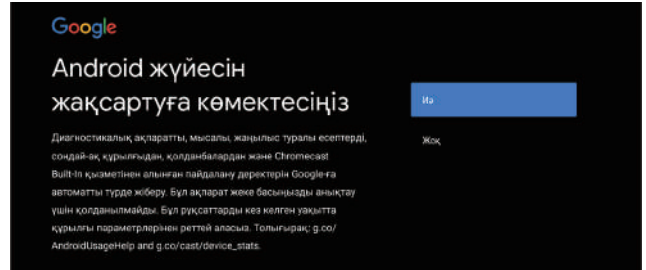 Google
Android жүйесін
жақсартуға көмектесіңіз
Диагностикалық ақпаратты, мысалы, жаңылыс туралы есептерді,
сондай-ақ құрылғыдан, қолданбалардан және Chromecast
Built-In қызметінен алынған пайдалану деректерін Google-ға
автоматты түрде жіберу. Бұл ақпарат жеке басыңызды анықтау
үшін қолданылмайды. Бұл рұқсаттарды кез келген уақытта
құрылғы параметрлерінен реттей аласыз. Толығырақ: g.co/
AndroidUsageHelp and g.co/cast/device_stats.
Иә
Жоқ